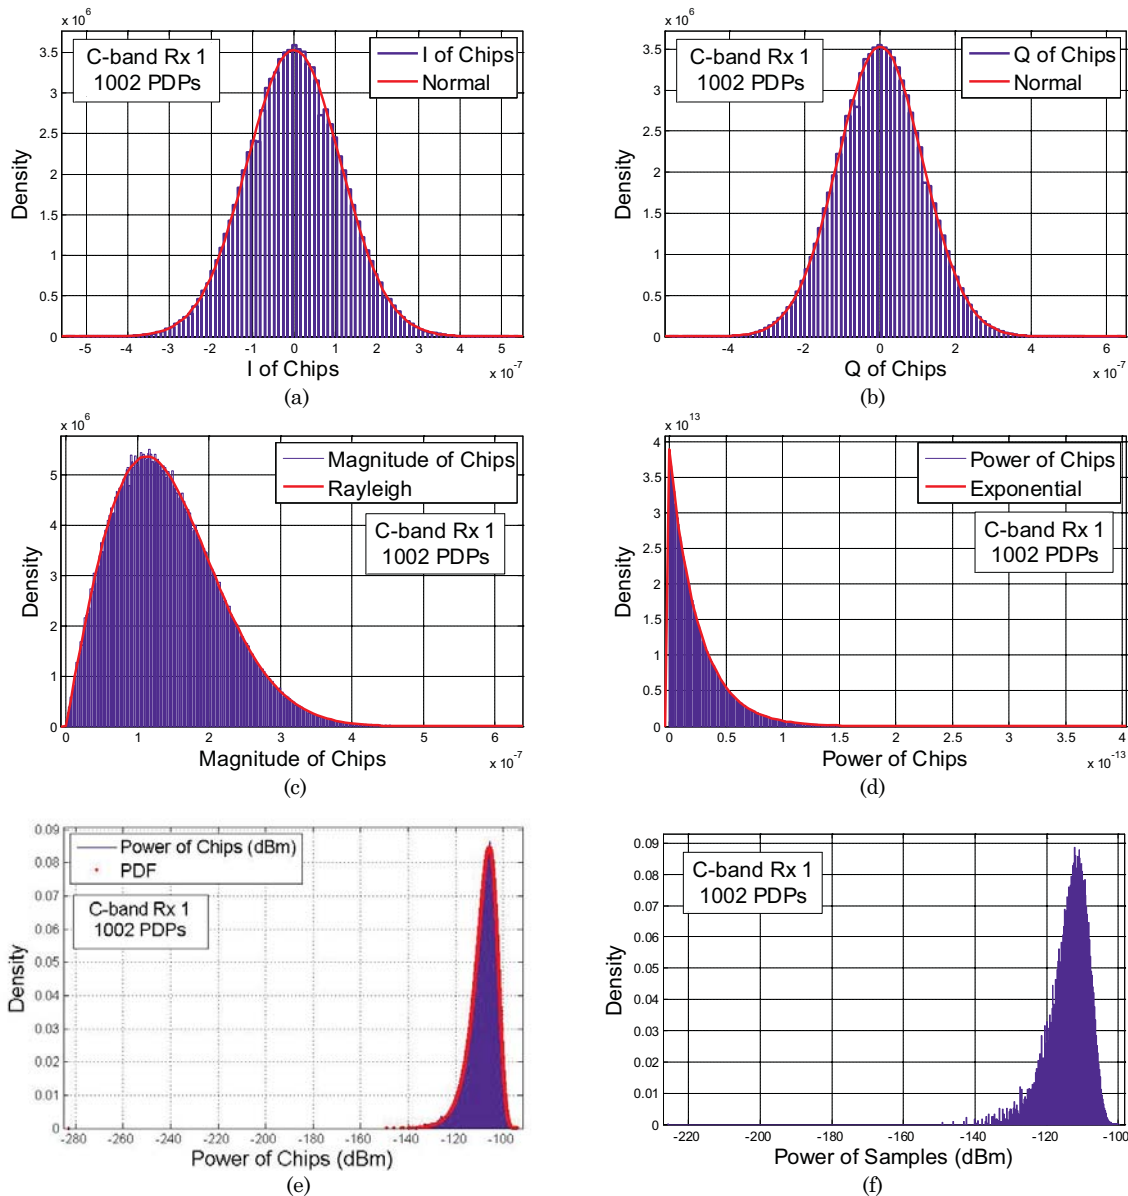 x 10^6
C-band Rx 1
1002 PDPs
I of Chips
Normal
3.5
3
2.5
2
1.5
1
0.5
0
Density
-5 -4 -3 -2 -1 0 1 2 3 4 5
I of Chips
x 10^-7
(a)
x 10^6
C-band Rx 1
1002 PDPs
Q of Chips
Normal
3.5
3
2.5
2
1.5
1
0.5
0
Density
-4 -2 0 2 4 6
Q of Chips
x 10^-7
(b)
x 10^6
Magnitude of Chips
Rayleigh
C-band Rx 1
1002 PDPs
5
4
3
2
1
0
Density
0 1 2 3 4 5 6
Magnitude of Chips
x 10^-7
(c)
x 10^13
Power of Chips
Exponential
C-band Rx 1
1002 PDPs
4
3.5
3
2.5
2
1.5
1
0.5
0
Density
0 0.5 1 1.5 2 2.5 3 3.5 4
Power of Chips
x 10^-13
(d)
Power of Chips (dBm)
PDF
C-band Rx 1
1002 PDPs
0.09
0.08
0.07
0.06
0.05
0.04
0.03
0.02
0.01
0
Density
-280 -260 -240 -220 -200 -180 -160 -140 -120 -100
Power of Chips (dBm)
(e)
C-band Rx 1
1002 PDPs
0.09
0.08
0.07
0.06
0.05
0.04
0.03
0.02
0.01
0
Density
-220 -200 -180 -160 -140 -120 -100
Power of Samples (dBm)
(f)